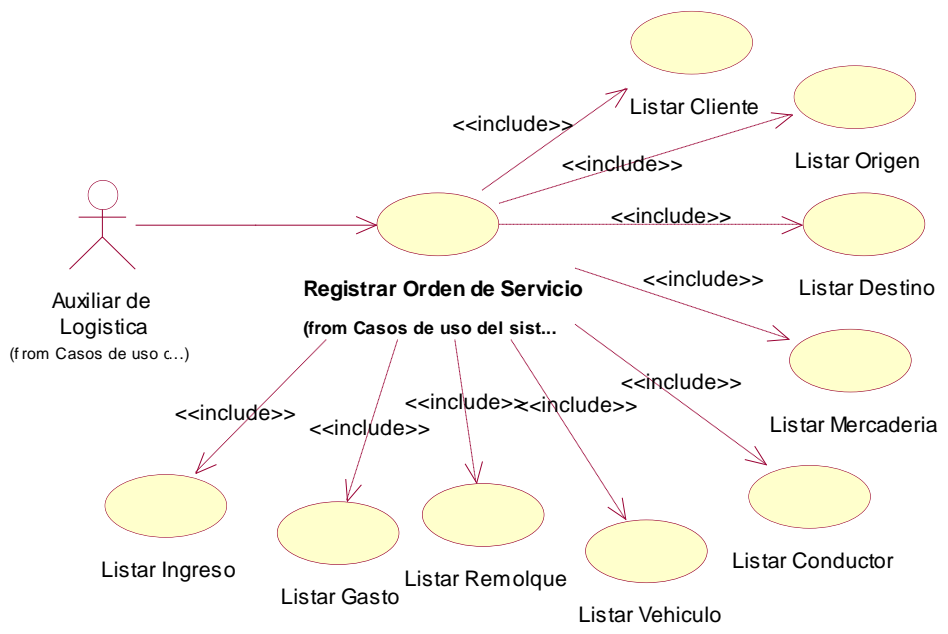 Listar Cliente
<<include>>
Listar Origen
<<include>>
<<include>>
Listar Destino
Registrar Orden de Servicio
(from Casos de uso del sist...
Auxiliar de
Logistica
(from Casos de uso c...)
<<include>>
Listar Mercaderia
<<include>>
<<include>>
<<include>>
<<include>>
<<include>>
Listar Ingreso
Listar Gasto
Listar Remolque
Listar Vehiculo
Listar Conductor